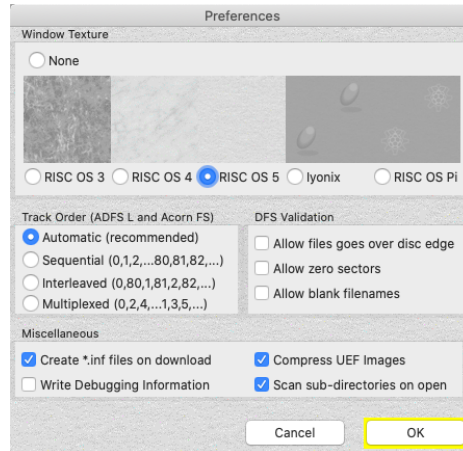 Preferences
Window Texture
None
RISC OS 3 RISC OS 4 RISC OS 5 Iyonix RISC OS Pi
Track Order (ADFS L and Acorn FS)
Automatic (recommended)
Sequential (0,1,2,...80,81,82,...)
Interleaved (0,80,1,81,2,82,...)
Multiplexed (0,2,4,...1,3,5,...)
DFS Validation
Allow files goes over disc edge
Allow zero sectors
Allow blank filenames
Miscellaneous
Create *.inf files on download
Compress UEF Images
Write Debugging Information
Scan sub-directories on open
Cancel
OK